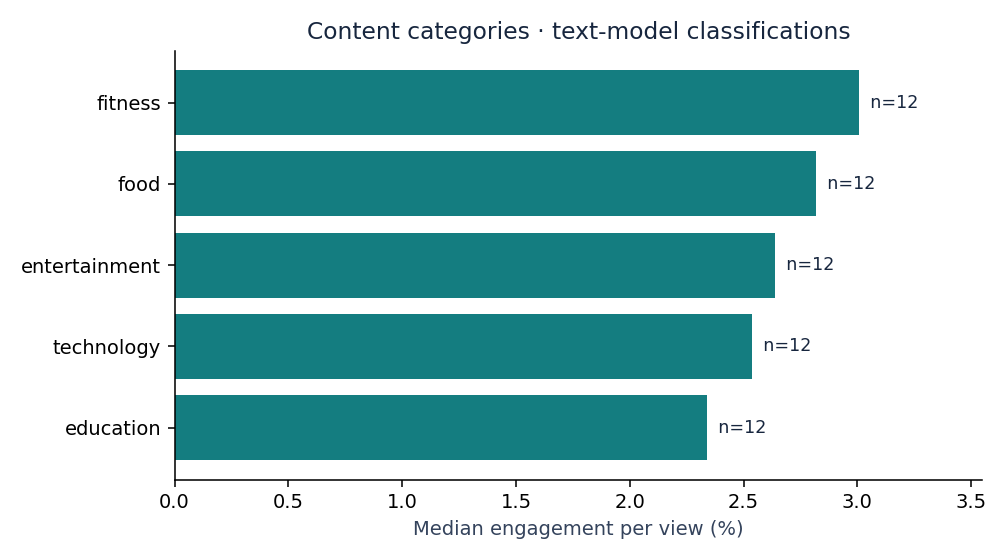 Content categories · text-model classifications
fitness n=12
food n=12
entertainment n=12
technology n=12
education n=12
0.0 0.5 1.0 1.5 2.0 2.5 3.0 3.5
Median engagement per view (%)